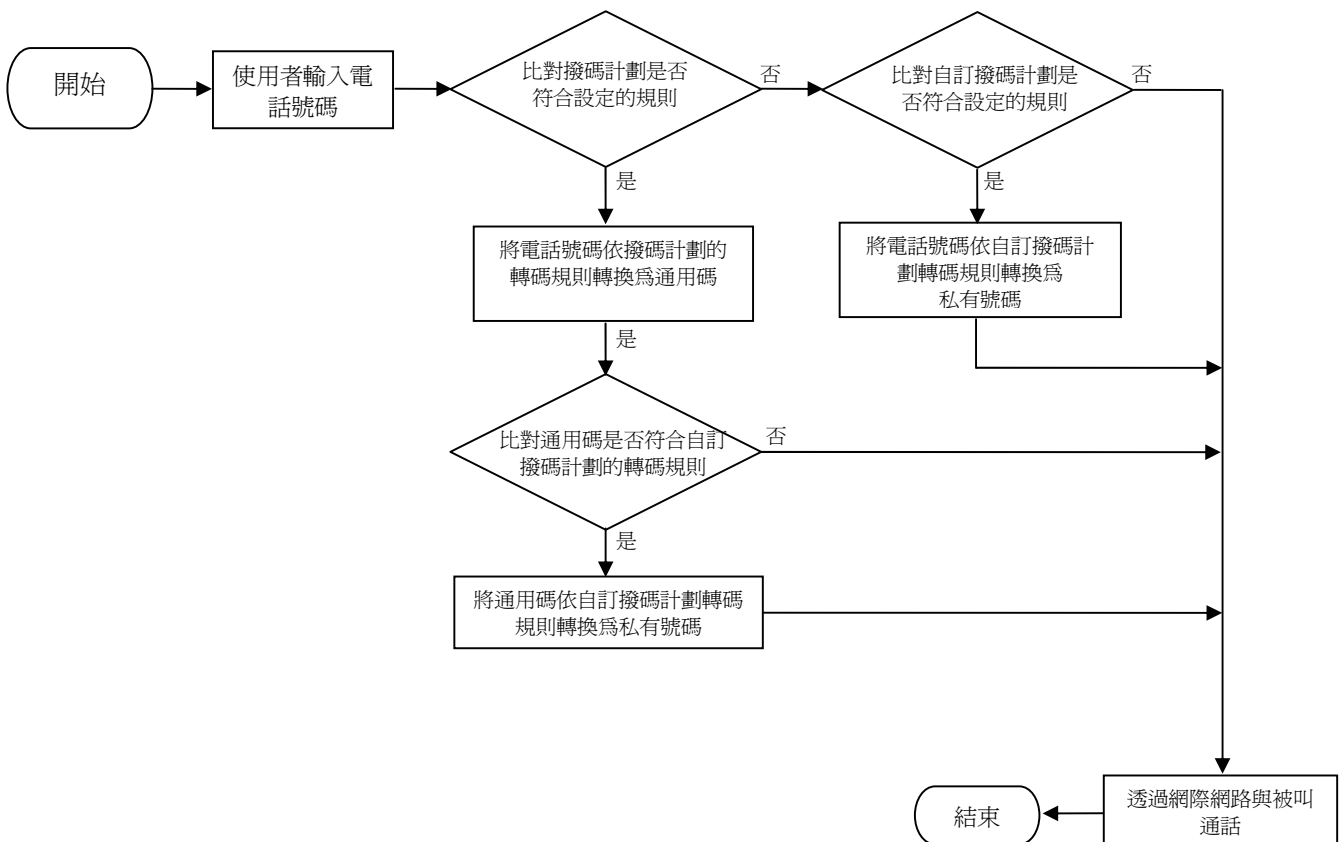 開始
使用者輸入電
話號碼
比對撥碼計劃是否
符合設定的規則
否
比對自訂撥碼計劃是
否符合設定的規則
否
是
是
將電話號碼依撥碼計劃的
轉碼規則轉換爲通用碼
將電話號碼依自訂撥碼計
劃轉碼規則轉換爲
私有號碼
是
比對通用碼是否符合自訂
撥碼計劃的轉碼規則
否
是
將通用碼依自訂撥碼計劃轉碼
規則轉換爲私有號碼
透過網際網路與被叫
通話
結束